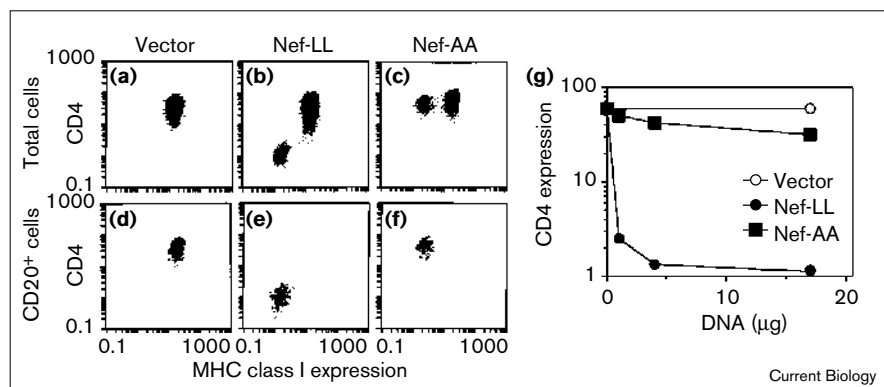 Vector Nef-LL Nef-AA
Total cells
CD4
1000
0.1
(a) (b) (c)
CD20+ cells
CD4
1000
0.1
(d) (e) (f)
0.1 1000 0.1 1000 0.1 1000
MHC class I expression
(g)
CD4 expression
100
10
1
Vector
Nef-LL
Nef-AA
0 10 20
DNA (μg)
Current Biology